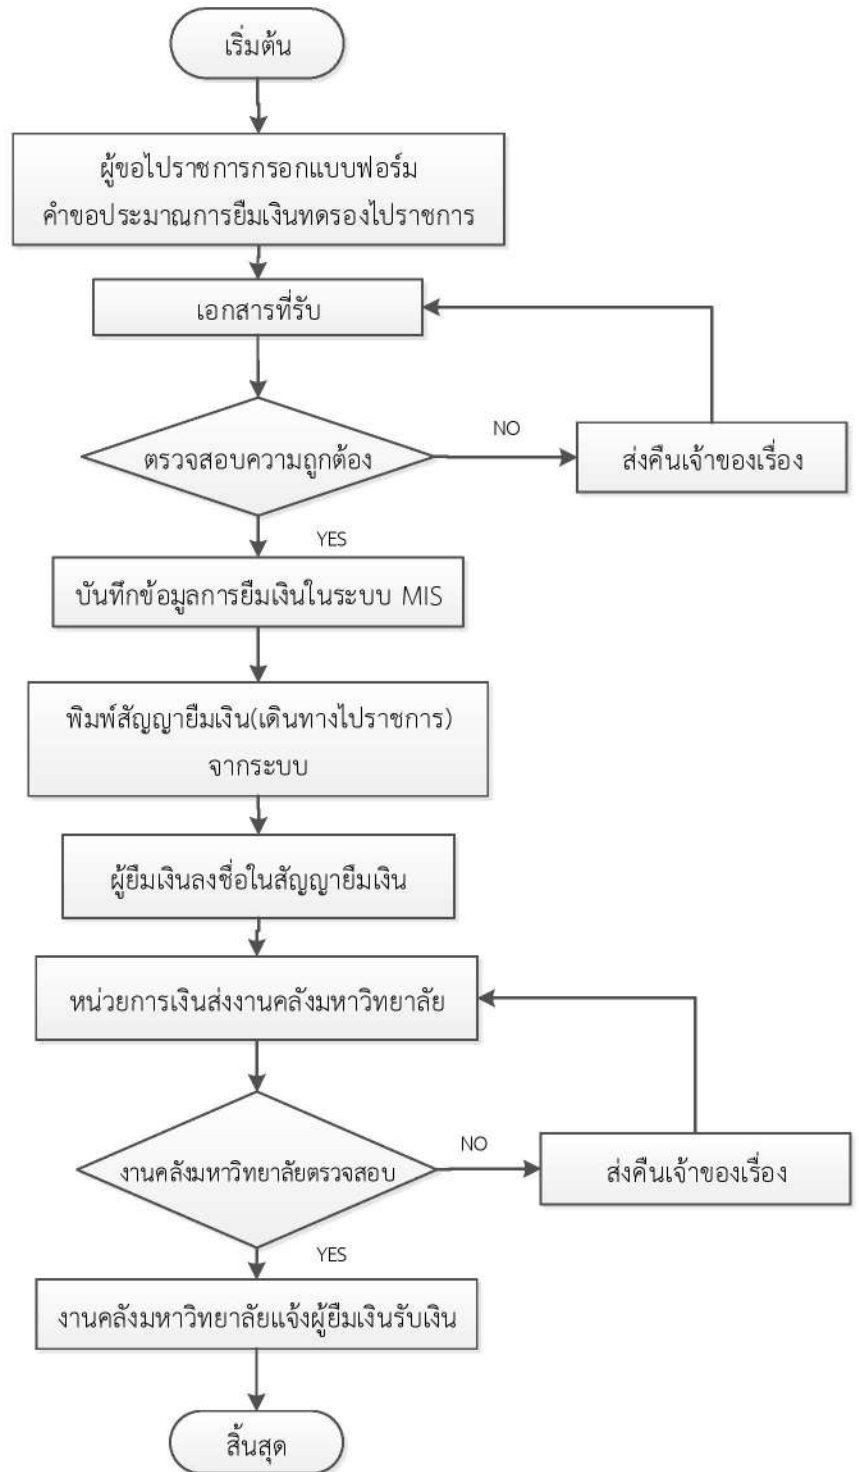 เริ่มต้น
ผู้ขอไปราชการกรอกแบบฟอร์ม
คำขอประมาณการยืมเงินทดรองไปราชการ
เอกสารที่รับ
ตรวจสอบความถูกต้อง
NO
ส่งคืนเจ้าของเรื่อง
YES
บันทึกข้อมูลการยืมเงินในระบบ MIS
พิมพ์สัญญายืมเงิน(เดินทางไปราชการ)
จากระบบ
ผู้ยืมเงินลงชื่อในสัญญายืมเงิน
หน่วยการเงินส่งงานคลังมหาวิทยาลัย
งานคลังมหาวิทยาลัยตรวจสอบ
NO
ส่งคืนเจ้าของเรื่อง
YES
งานคลังมหาวิทยาลัยแจ้งผู้ยืมเงินรับเงิน
สิ้นสุด